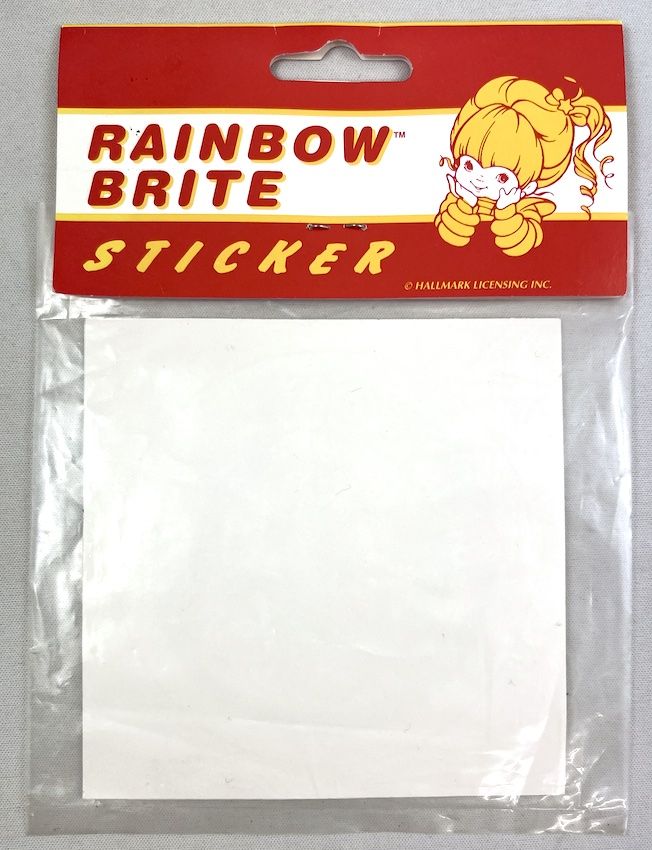 RAINBOW™
BRITE
STICKER
© HALLMARK LICENSING INC.